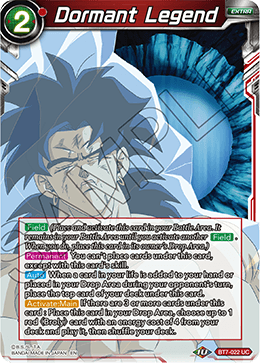 2
Dormant Legend
EXTRA
Field (Place and activate this card in your Battle Area. It
remains in your Battle Area until you activate another Field .
When you do, place this card in its owner's Drop Area.)
Permanent You can't place cards under this card,
except with this card's skill.
Auto When a card in your life is added to your hand or
placed in your Drop Area during your opponent's turn,
place the top card of your deck under this card.
Activate:Main If there are 3 or more cards under this
card : Place this card in your Drop Area, choose up to 1
red ‹Broly› card with an energy cost of 4 from your
deck and play it, then shuffle your deck.
BANDAI MADE IN JAPAN EN
BT7-022 UC